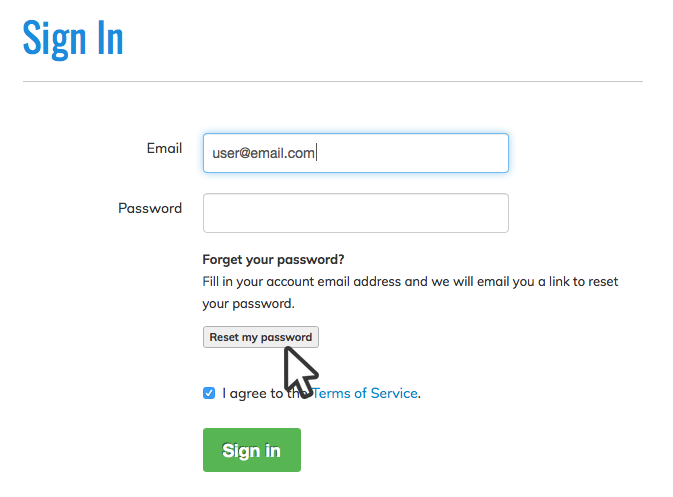 Sign In
Email
user@email.com
Password
Forget your password?
Fill in your account email address and we will email you a link to reset
your password.
Reset my password
I agree to the Terms of Service.
Sign in